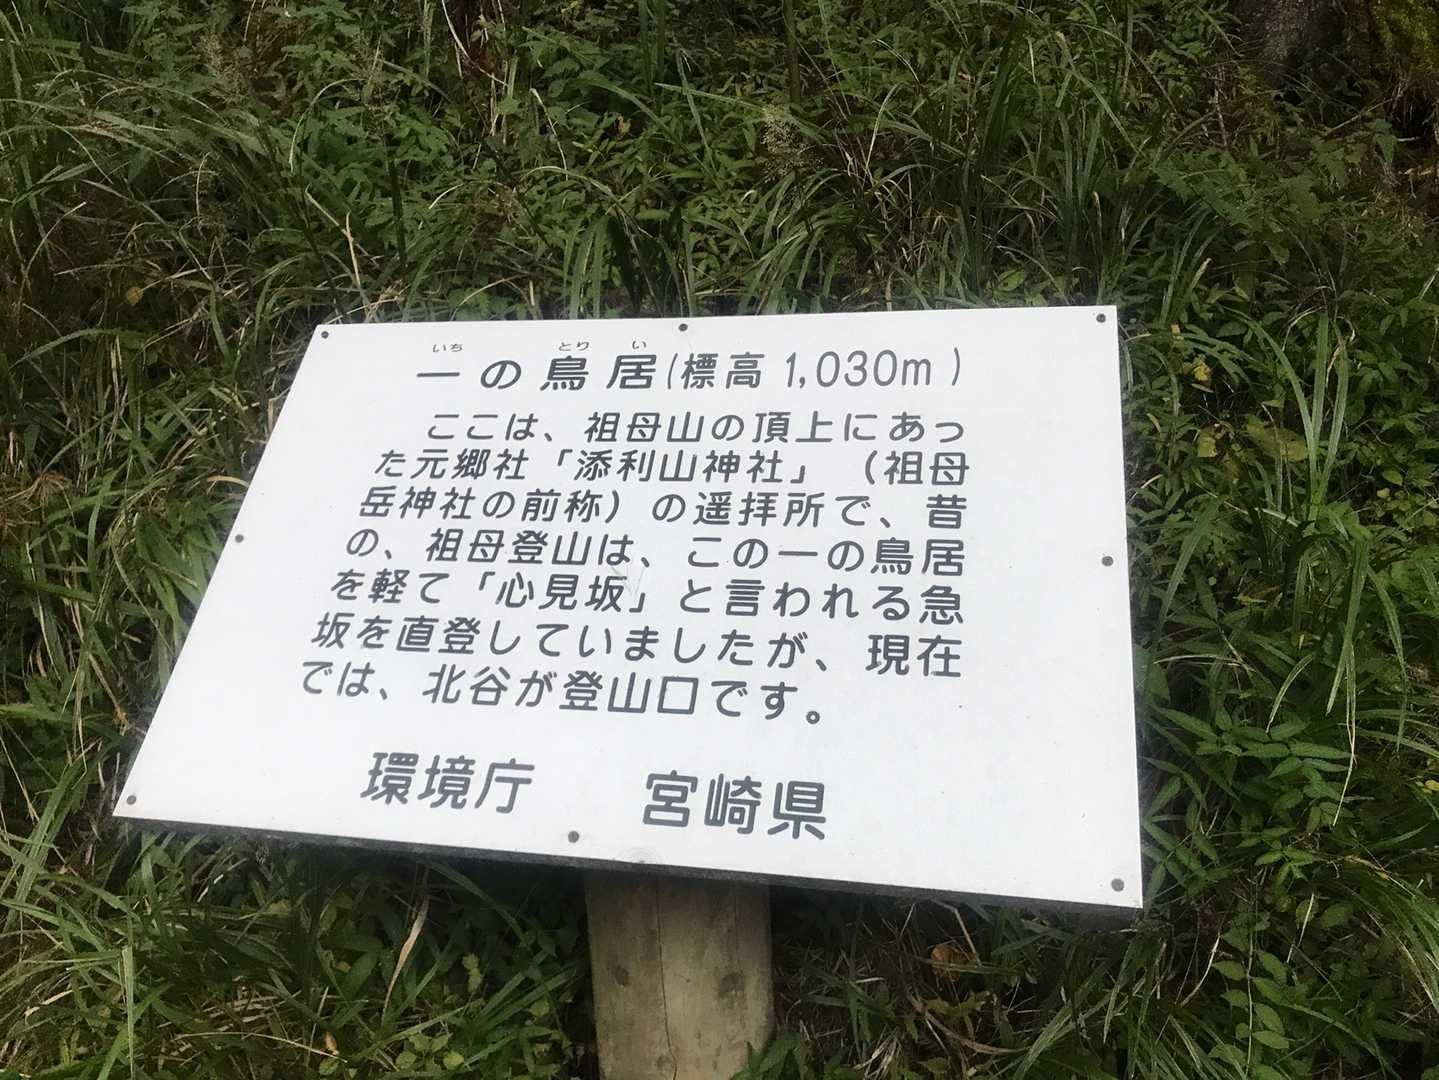 いち とり い
一の鳥居(標高 1,030m)
ここは、祖母山の頂上にあっ
た元郷社「添利山神社」（祖母
岳神社の前称）の遥拝所で、昔
の、祖母登山は、この一の鳥居
を軽て「心見坂」と言われる急
坂を直登していましたが、現在
では、北谷が登山口です。
環境庁 宮崎県